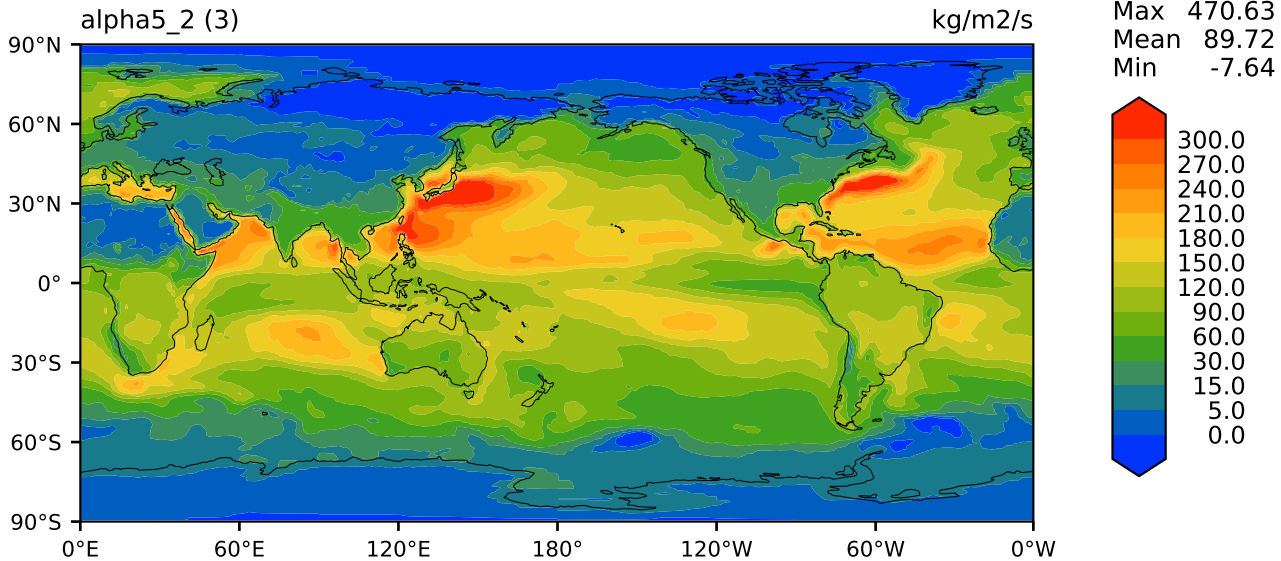 alpha5_2 (3)
kg/m2/s
Max 470.63
Mean 89.72
Min -7.64
90°N
60°N
30°N
0°
30°S
60°S
90°S
0°E
60°E
120°E
180°
120°W
60°W
0°W
300.0
270.0
240.0
210.0
180.0
150.0
120.0
90.0
60.0
30.0
15.0
5.0
0.0